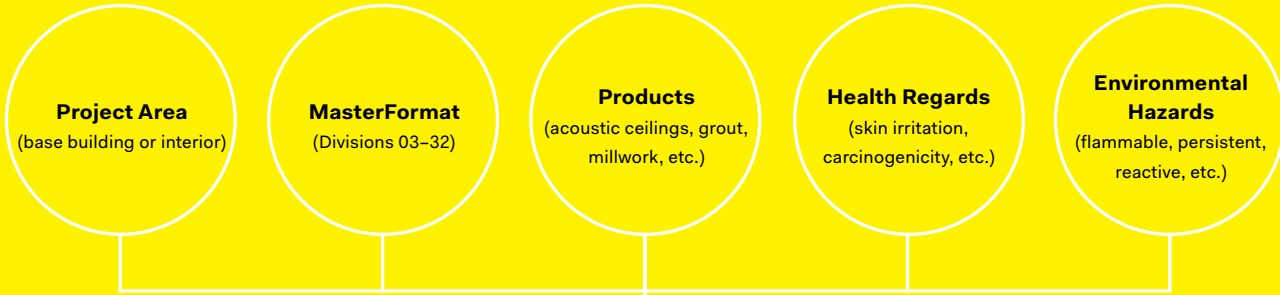 Project Area
(base building or interior)
MasterFormat
(Divisions 03–32)
Products
(acoustic ceilings, grout,
millwork, etc.)
Health Regards
(skin irritation,
carcinogenicity, etc.)
Environmental
Hazards
(flammable, persistent,
reactive, etc.)